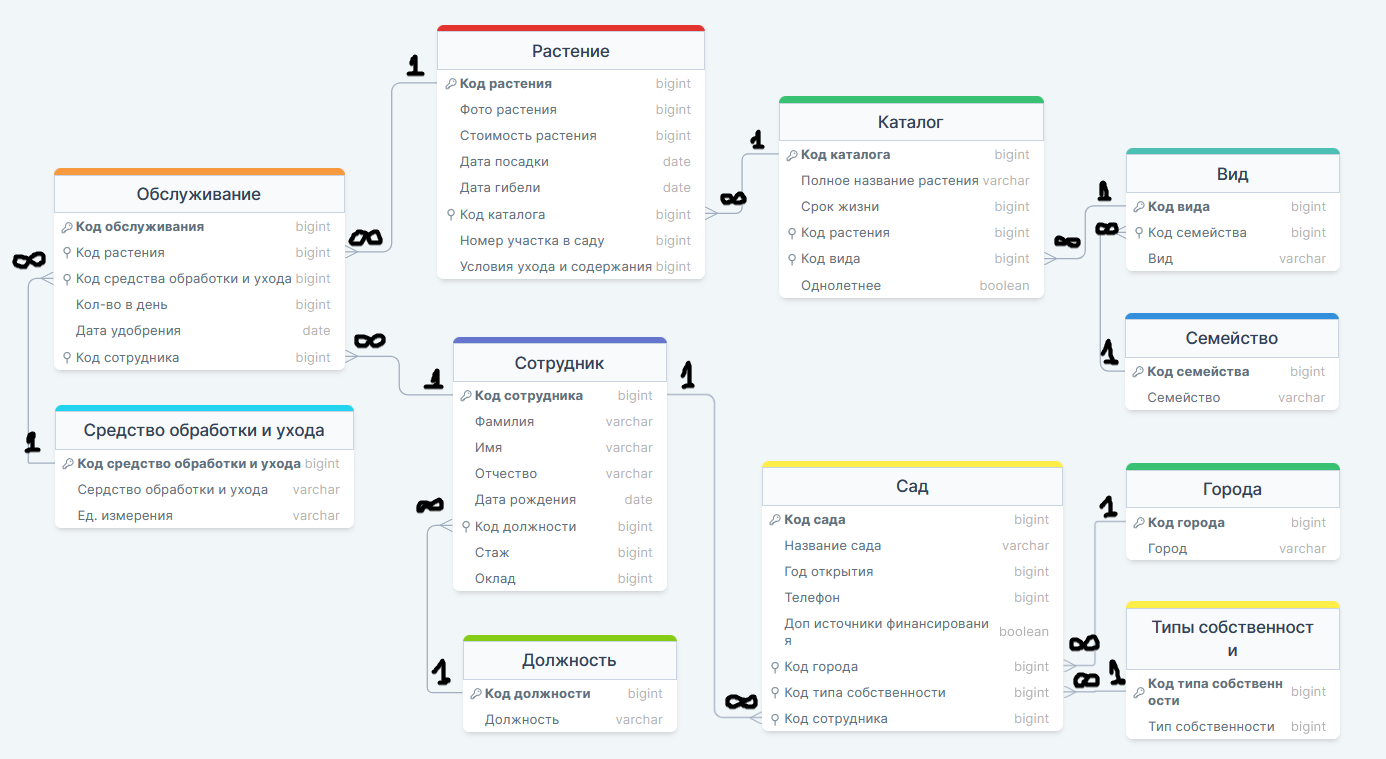 Растение
Код растения bigint
Фото растения bigint
Стоимость растения bigint
Дата посадки date
Дата гибели date
Код каталога bigint
Номер участка в саду bigint
Условия ухода и содержания bigint
1
∞
Каталог
Код каталога bigint
Полное название растения varchar
Срок жизни bigint
Код растения bigint
Код вида bigint
Однолетнее boolean
1
∞
Вид
Код вида bigint
Код семейства bigint
Вид varchar
1
∞
Обслуживание
Код обслуживания bigint
Код растения bigint
Код средства обработки и ухода bigint
Кол-во в день bigint
Дата удобрения date
Код сотрудника bigint
∞
∞
1
Семейство
Код семейства bigint
Семейство varchar
∞
1
Сотрудник
Код сотрудника bigint
Фамилия varchar
Имя varchar
Отчество varchar
Дата рождения date
Код должности bigint
Стаж bigint
Оклад bigint
1
1
Средство обработки и ухода
Код средство обработки и ухода bigint
Сердство обработки и ухода varchar
Ед. измерения varchar
∞
1
Сад
Код сада bigint
Название сада varchar
Год открытия bigint
Телефон bigint
Доп источники финансировани
я boolean
Код города bigint
Код типа собственности bigint
Код сотрудника bigint
∞
1
Города
Код города bigint
Город varchar
∞
∞
1
Типы собственност
и
Код типа собственн
ости bigint
Тип собственности bigint
1
Должность
Код должности bigint
Должность varchar